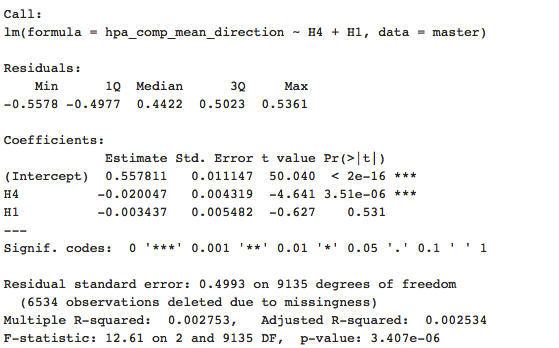 Call:
lm(formula = hpa_comp_mean_direction ~ H4 + H1, data = master)
Residuals:
Min 1Q Median 3Q Max
-0.5578 -0.4977 0.4422 0.5023 0.5361
Coefficients:
Estimate Std. Error t value Pr(>|t|)
(Intercept) 0.557811 0.011147 50.040 < 2e-16 ***
H4 -0.020047 0.004319 -4.641 3.51e-06 ***
H1 -0.003437 0.005482 -0.627 0.531
---
Signif. codes: 0 '***' 0.001 '**' 0.01 '*' 0.05 '.' 0.1 ' ' 1
Residual standard error: 0.4993 on 9135 degrees of freedom
(6534 observations deleted due to missingness)
Multiple R-squared: 0.002753, Adjusted R-squared: 0.002534
F-statistic: 12.61 on 2 and 9135 DF, p-value: 3.407e-06